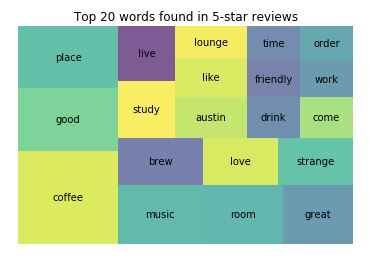 Top 20 words found in 5-star reviews
place
live
lounge
time
order
like
friendly
work
good
study
austin
drink
come
brew
love
strange
coffee
music
room
great